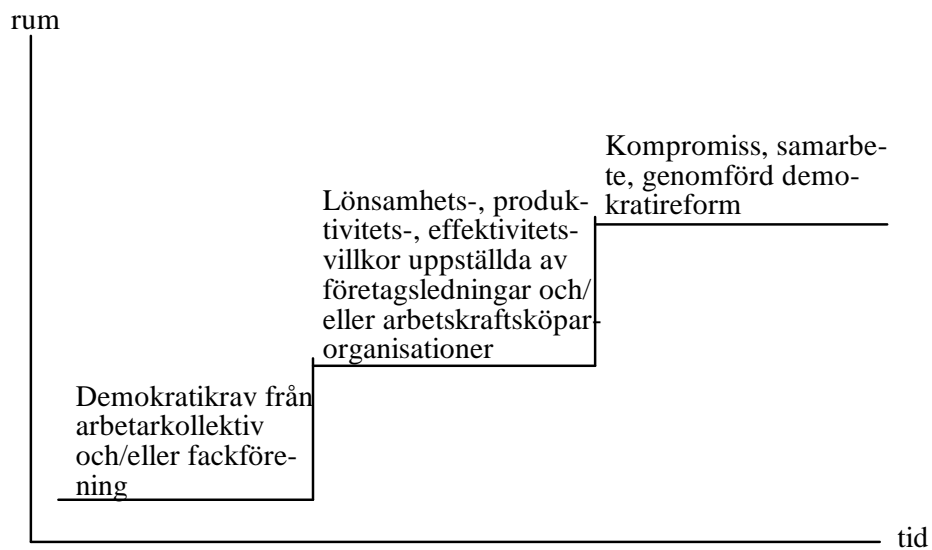 rum
Kompromiss, samarbe-
te, genomförd demo-
kratireform
Lönsamhets-, produk-
tivitets-, effektivitets-
villkor uppställda av
företagsledningar och/
eller arbetskraftsköpar-
organisationer
Demokratikrav från
arbetarkollektiv
och/eller fackföre-
ning
tid